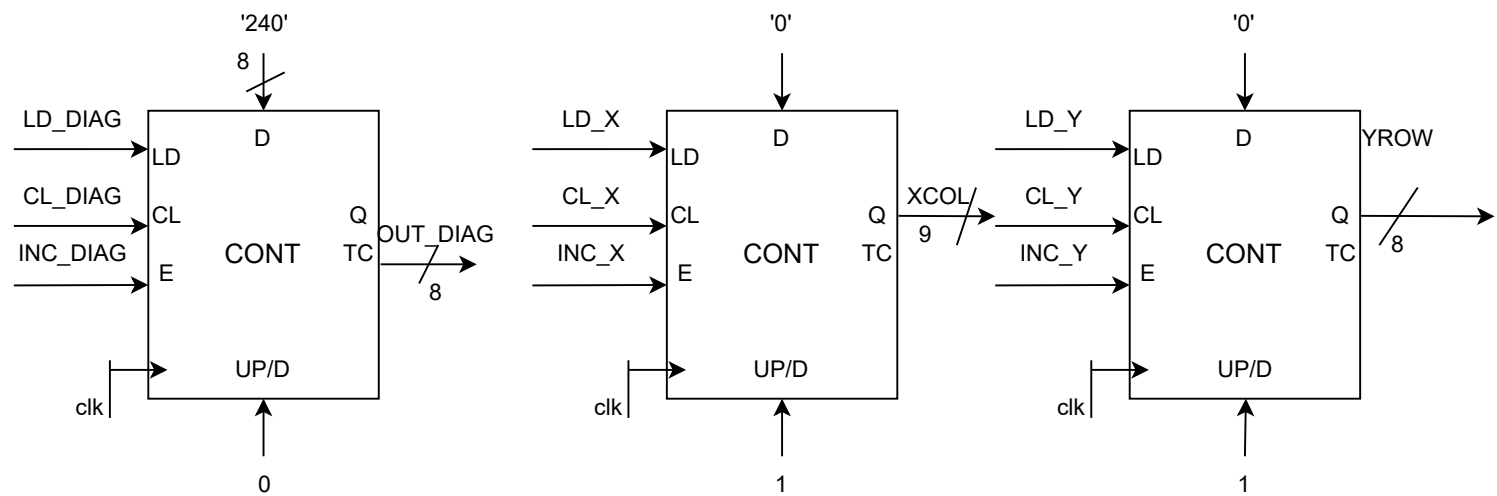 '240'
8
LD_DIAG
CL_DIAG
INC_DIAG
LD
D
CL
Q
E
CONT
TC
OUT_DIAG
8
UP/D
clk
0
'0'
LD_X
CL_X
INC_X
LD
D
CL
Q
E
CONT
TC
XCOL
9
UP/D
clk
1
'0'
LD_Y
CL_Y
INC_Y
LD
D
CL
Q
E
CONT
TC
YROW
8
UP/D
clk
1